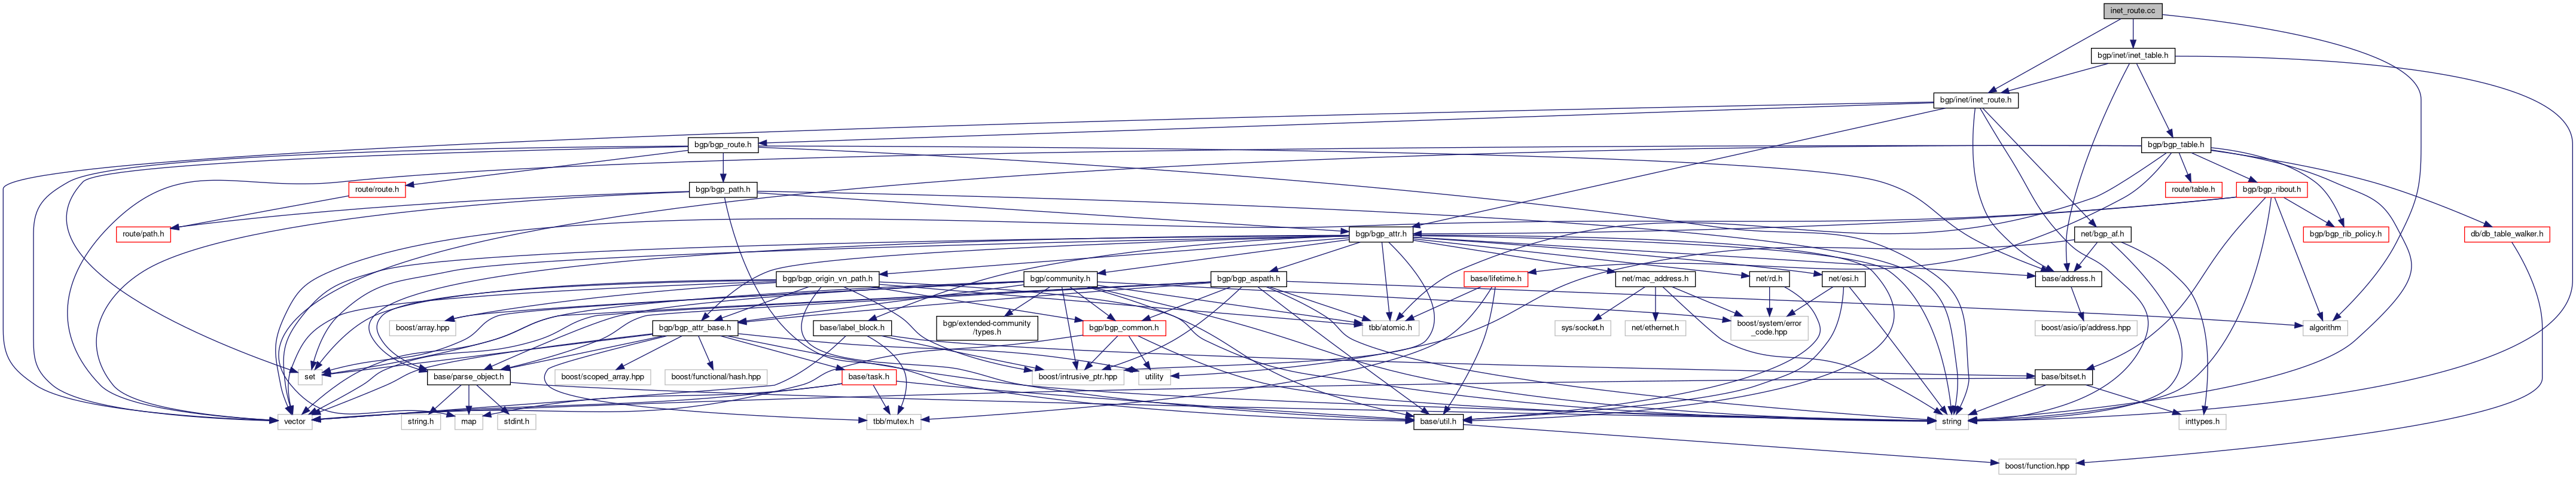 inet_route.cc
bgp/inet/inet_table.h
bgp/inet/inet_route.h
bgp/bgp_route.h
bgp/bgp_table.h
route/route.h
bgp/bgp_path.h
route/table.h
bgp/bgp_ribout.h
route/path.h
bgp/bgp_attr.h
net/bgp_af.h
bgp/bgp_rib_policy.h
db/db_table_walker.h
bgp/bgp_origin_vn_path.h
bgp/community.h
bgp/bgp_aspath.h
base/lifetime.h
net/mac_address.h
net/rd.h
net/esi.h
base/address.h
boost/array.hpp
bgp/bgp_attr_base.h
base/label_block.h
bgp/extended-community
/types.h
bgp/bgp_common.h
tbb/atomic.h
sys/socket.h
net/ethernet.h
boost/system/error
_code.hpp
boost/asio/ip/address.hpp
algorithm
set
base/parse_object.h
boost/scoped_array.hpp
boost/functional/hash.hpp
base/task.h
boost/intrusive_ptr.hpp
utility
base/bitset.h
vector
string.h
map
stdint.h
tbb/mutex.h
base/util.h
string
inttypes.h
boost/function.hpp